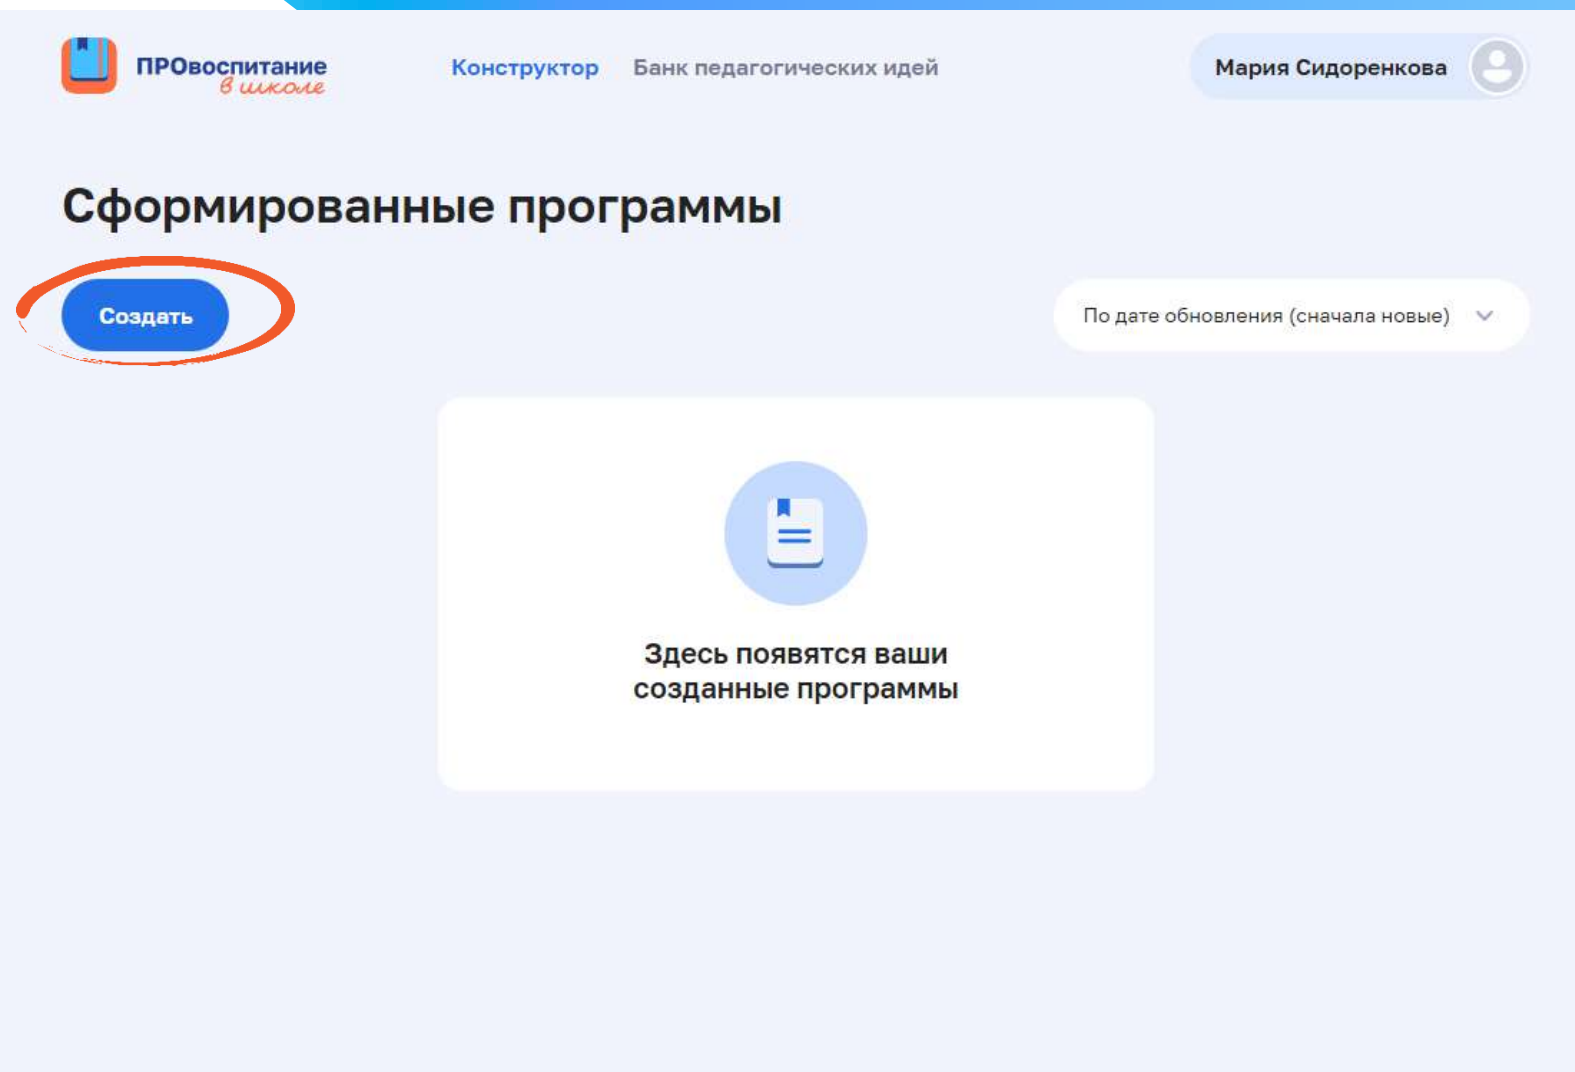 ПРОвоспитание
в школе
Конструктор
Банк педагогических идей
Мария Сидоренкова
Сформированные программы
Создать
По дате обновления (сначала новые)
Здесь появятся ваши
созданные программы